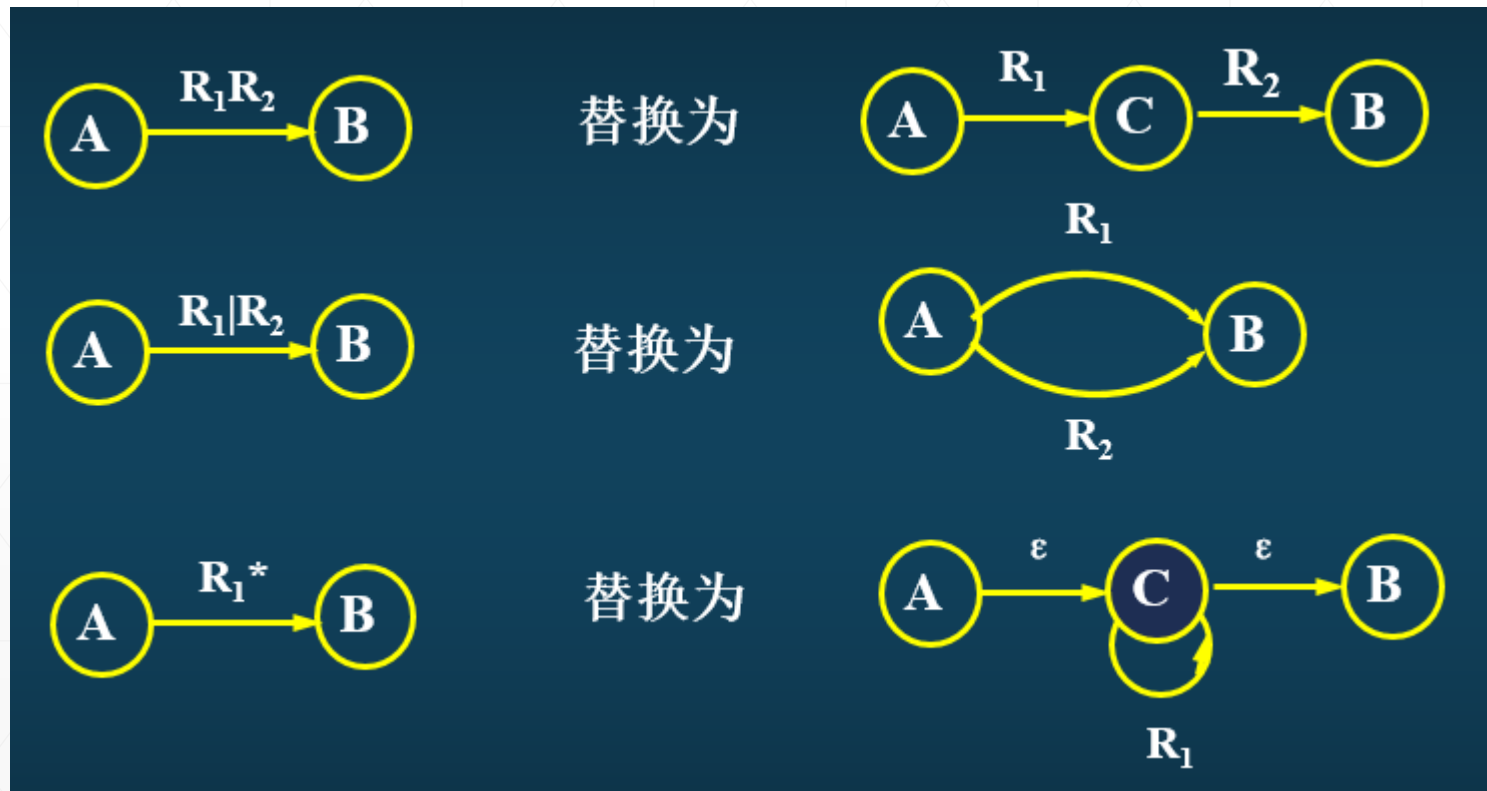 A R₁R₂ B 替换为 A R₁ C R₂ B
A R₁|R₂ B 替换为 A R₁ R₂ B
A R₁* B 替换为 A ε C ε B R₁